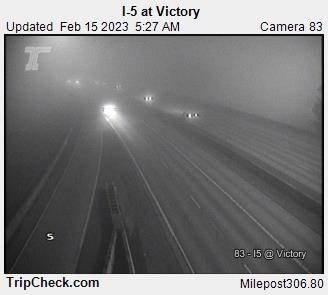 I-5 at Victory
Updated Feb 15 2023 5:27 AM Camera 83
S
83 - I5 @ Victory
TripCheck.com Milepost306.80